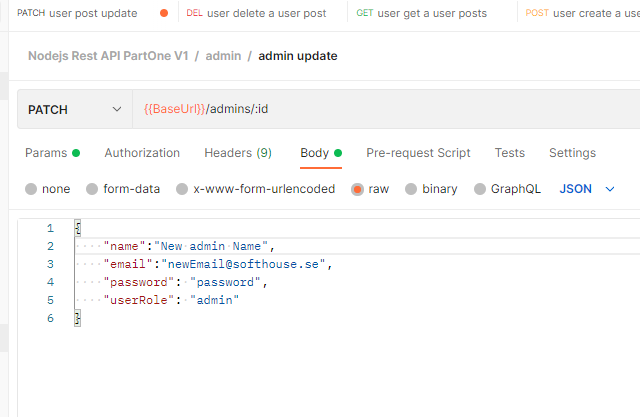 PATCH user post update DEL user delete a user post GET user get a user posts POST user create a use
Nodejs Rest API PartOne V1 / admin / admin update
PATCH {{BaseUrl}}/admins/:id
Params Authorization Headers (9) Body Pre-request Script Tests Settings
none form-data x-www-form-urlencoded raw binary GraphQL JSON
1 {
2 "name":"New admin Name",
3 "email":"newEmail@softhouse.se",
4 "password": "password",
5 "userRole": "admin"
6 }